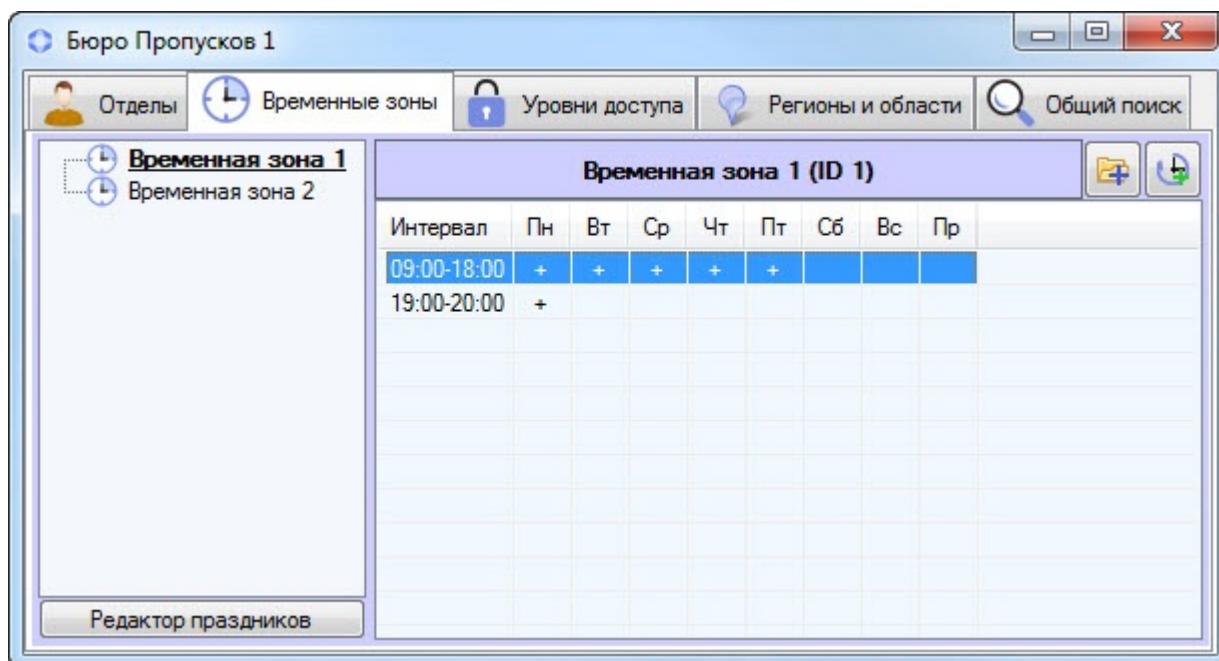 Бюро Пропусков 1
Отделы Временные зоны Уровни доступа Регионы и области Общий поиск
Временная зона 1
Временная зона 2
Временная зона 1 (ID 1)
Интервал Пн Вт Ср Чт Пт Сб Вс Пр
09:00-18:00 + + + + +
19:00-20:00 +
Редактор праздников